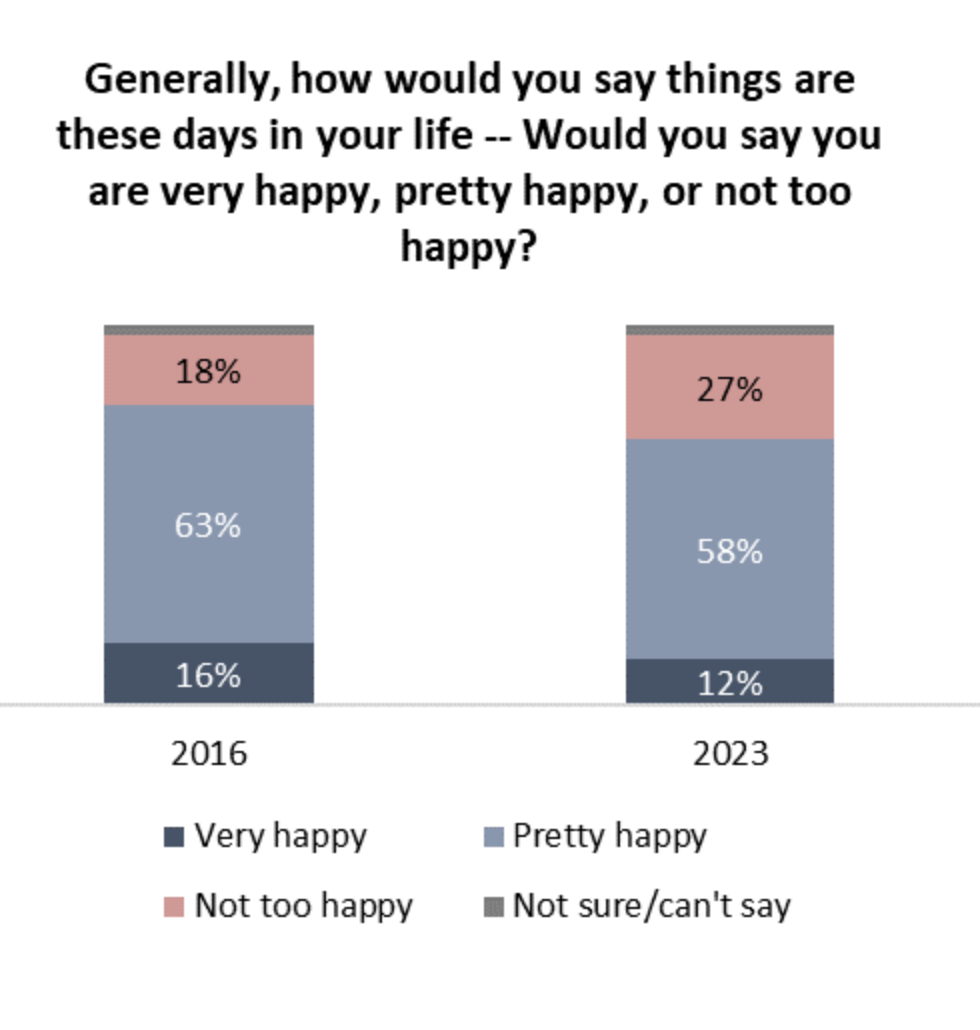 Generally, how would you say things are
these days in your life -- Would you say you
are very happy, pretty happy, or not too
happy?
18%
27%
63%
58%
16%
12%
2016
2023
Very happy
Pretty happy
Not too happy
Not sure/can't say